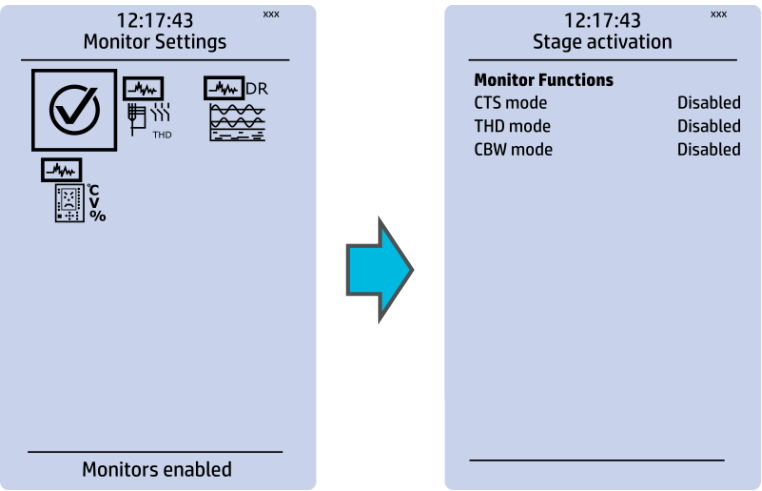 12:17:43 xxx
Monitor Settings
DR
THD
℃
V
%
Monitors enabled
12:17:43 xxx
Stage activation
Monitor Functions
CTS mode Disabled
THD mode Disabled
CBW mode Disabled